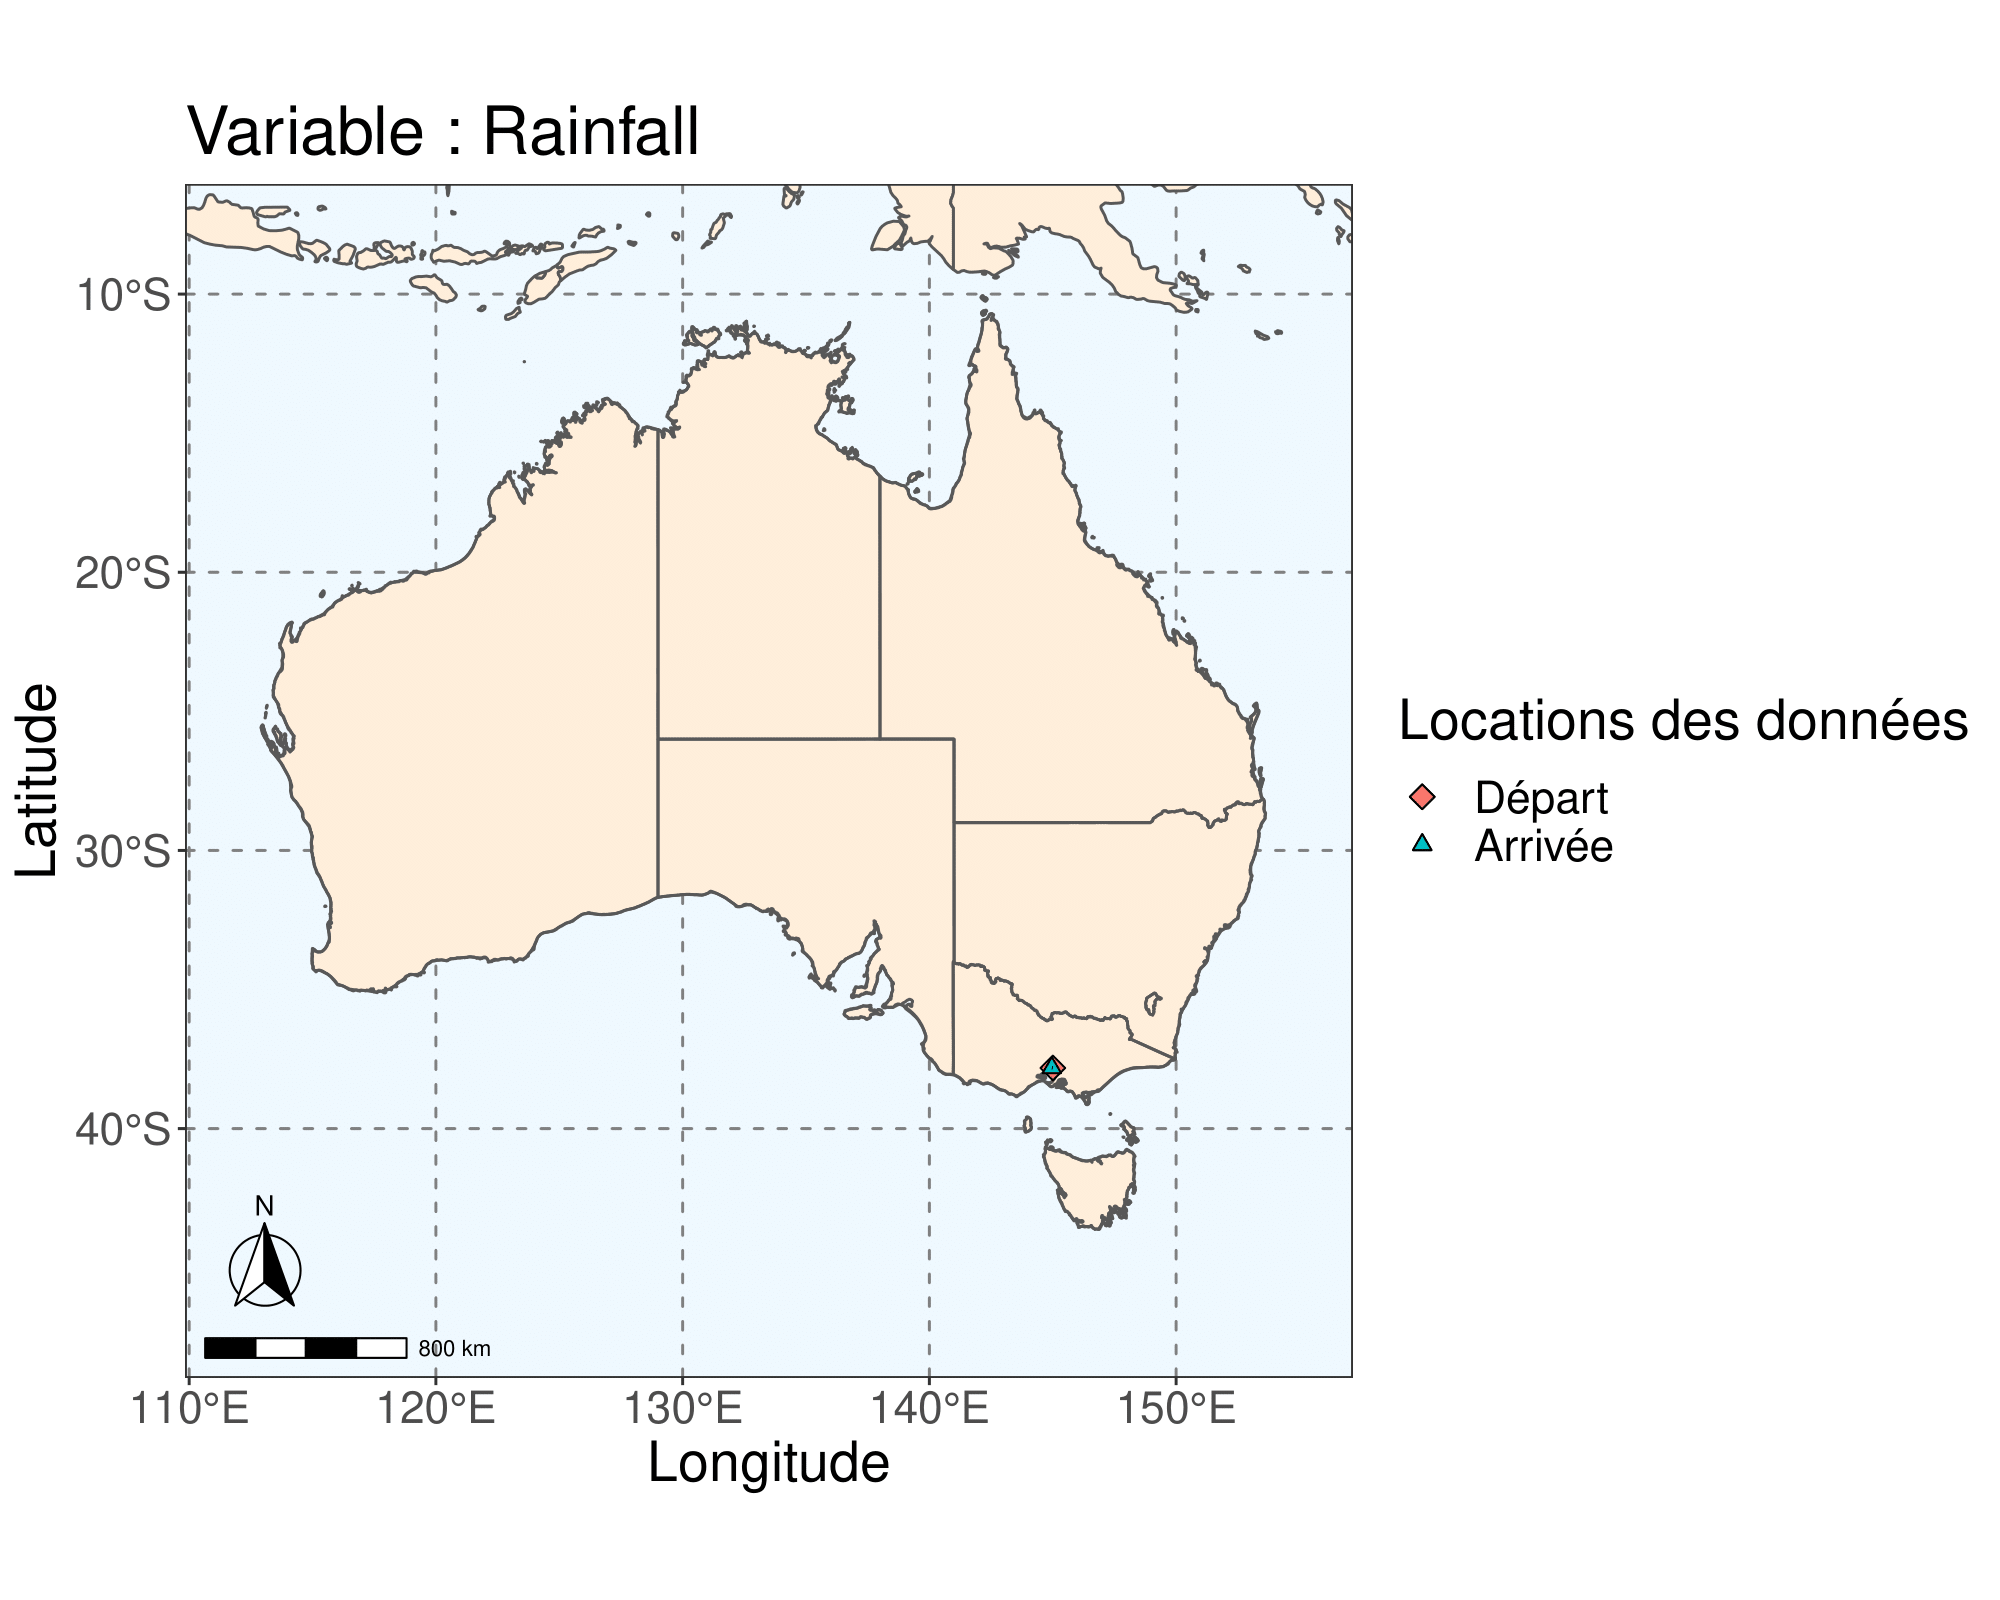 Variable : Rainfall
10°S
20°S
30°S
40°S
Latitude
N
800 km
110°E
120°E
130°E
140°E
150°E
Longitude
Locations des données
Départ
Arrivée